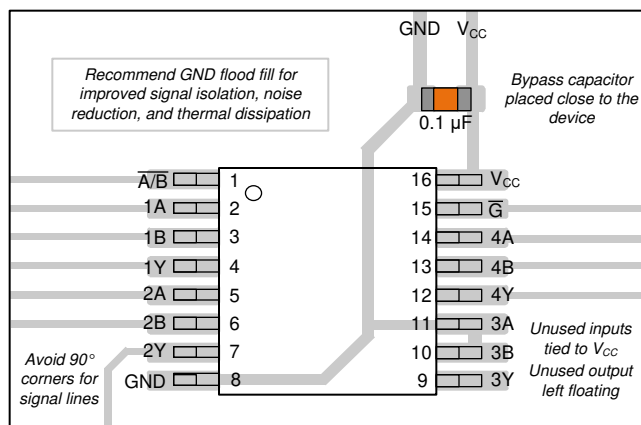 GND V_CC
Recommend GND flood fill for
improved signal isolation, noise
reduction, and thermal dissipation
Bypass capacitor
placed close to the
device
0.1 µF
A̅/̅B̅ 1 16 V_CC
1A 2 15 G̅
1B 3 14 4A
1Y 4 13 4B
2A 5 12 4Y
2B 6 11 3A
2Y 7 10 3B
GND 8 9 3Y
Avoid 90°
corners for
signal lines
Unused inputs
tied to V_CC
Unused output
left floating